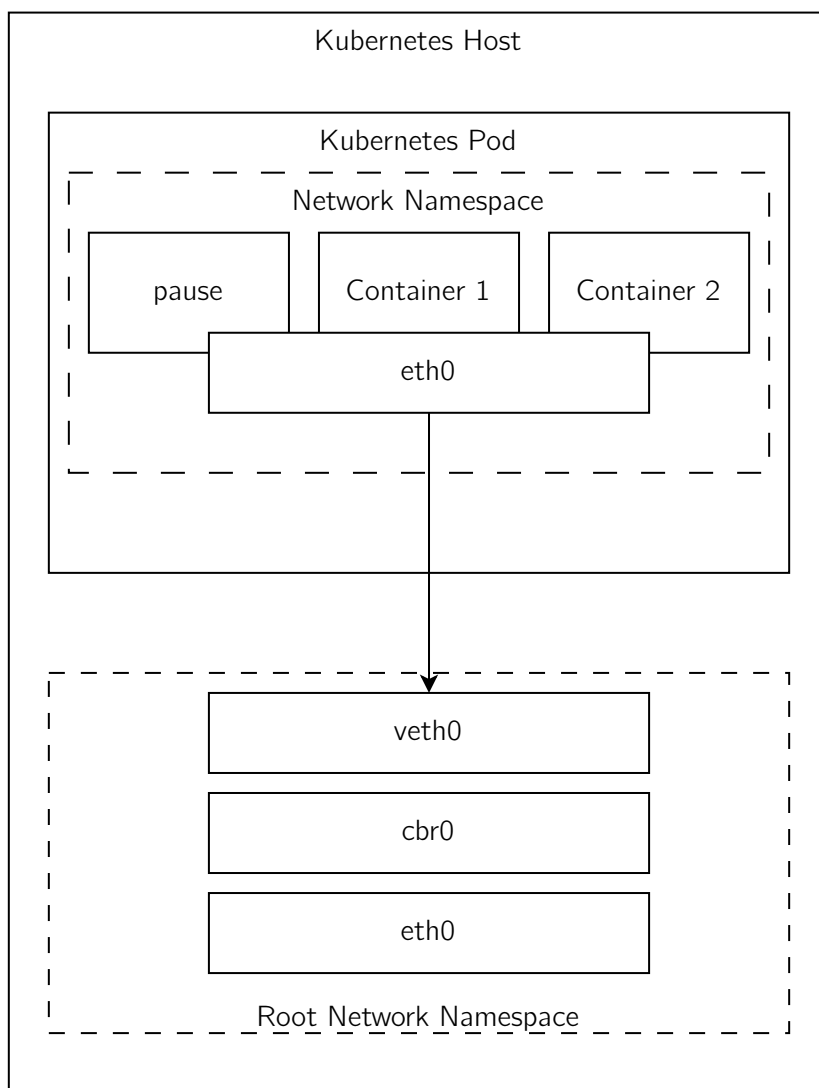 Kubernetes Host
Kubernetes Pod
Network Namespace
pause
Container 1
Container 2
eth0
veth0
cbr0
eth0
Root Network Namespace